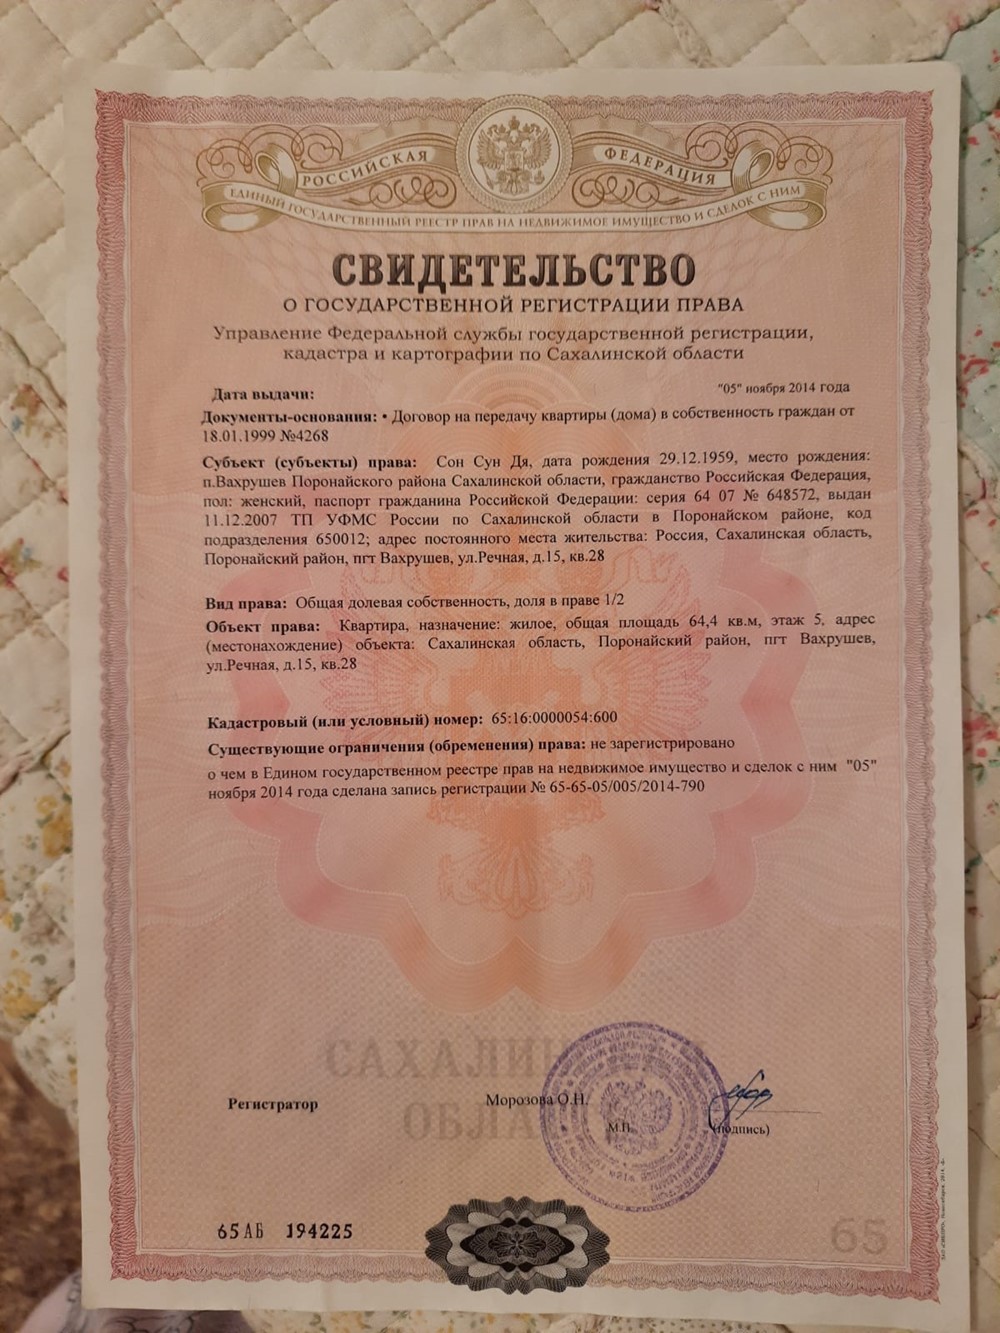 РОССИЙСКАЯ ФЕДЕРАЦИЯ
ЕДИНЫЙ ГОСУДАРСТВЕННЫЙ РЕЕСТР ПРАВ НА НЕДВИЖИМОЕ ИМУЩЕСТВО И СДЕЛОК С НИМ
СВИДЕТЕЛЬСТВО
О ГОСУДАРСТВЕННОЙ РЕГИСТРАЦИИ ПРАВА
Управление Федеральной службы государственной регистрации,
кадастра и картографии по Сахалинской области
Дата выдачи: "05" ноября 2014 года
Документы-основания: • Договор на передачу квартиры (дома) в собственность граждан от
18.01.1999 №4268
Субъект (субъекты) права: Сон Сун Дя, дата рождения 29.12.1959, место рождения:
п.Вахрушев Поронайского района Сахалинской области, гражданство Российская Федерация,
пол: женский, паспорт гражданина Российской Федерации: серия 64 07 № 648572, выдан
11.12.2007 ТП УФМС России по Сахалинской области в Поронайском районе, код
подразделения 650012; адрес постоянного места жительства: Россия, Сахалинская область,
Поронайский район, пгт Вахрушев, ул.Речная, д.15, кв.28
Вид права: Общая долевая собственность, доля в праве 1/2
Объект права: Квартира, назначение: жилое, общая площадь 64,4 кв.м, этаж 5, адрес
(местонахождение) объекта: Сахалинская область, Поронайский район, пгт Вахрушев,
ул.Речная, д.15, кв.28
Кадастровый (или условный) номер: 65:16:0000054:600
Существующие ограничения (обременения) права: не зарегистрировано
о чем в Едином государственном реестре прав на недвижимое имущество и сделок с ним "05"
ноября 2014 года сделана запись регистрации № 65-65-05/005/2014-790
Регистратор Морозова О.Н.
М.П. (подпись)
65 АБ 194225
65